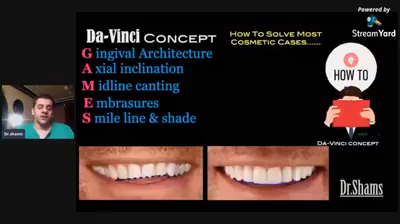 Powered by
StreamYard
Da-Vinci CONCEPT
Gingival Architecture
Axial inclination
Midline canting
Embrasures
Smile line & shade
HOW TO SOLVE MOST
COSMETIC CASES......
HOW TO
DA-VINCI CONCEPT
Dr.Shams
Dr.shams